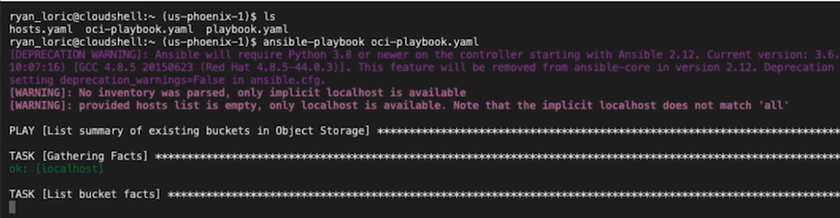 ryan_loric@cloudshell:~ (us-phoenix-1)$ ls
hosts.yaml  oci-playbook.yaml  playbook.yaml
ryan_loric@cloudshell:~ (us-phoenix-1)$ ansible-playbook oci-playbook.yaml
[DEPRECATION WARNING]: Ansible will require Python 3.8 or newer on the controller starting with Ansible 2.12. Current version: 3.6.
10:07:16) [GCC 4.8.5 20150623 (Red Hat 4.8.5-44.0.3)]. This feature will be removed from ansible-core in version 2.12. Deprecation
setting deprecation_warnings=False in ansible.cfg.
[WARNING]: No inventory was parsed, only implicit localhost is available
[WARNING]: provided hosts list is empty, only localhost is available. Note that the implicit localhost does not match 'all'
PLAY [List summary of existing buckets in Object Storage] ******************************************************************************
TASK [Gathering Facts] ******************************************************************************************************************
ok: [localhost]
TASK [List bucket facts] ****************************************************************************************************************